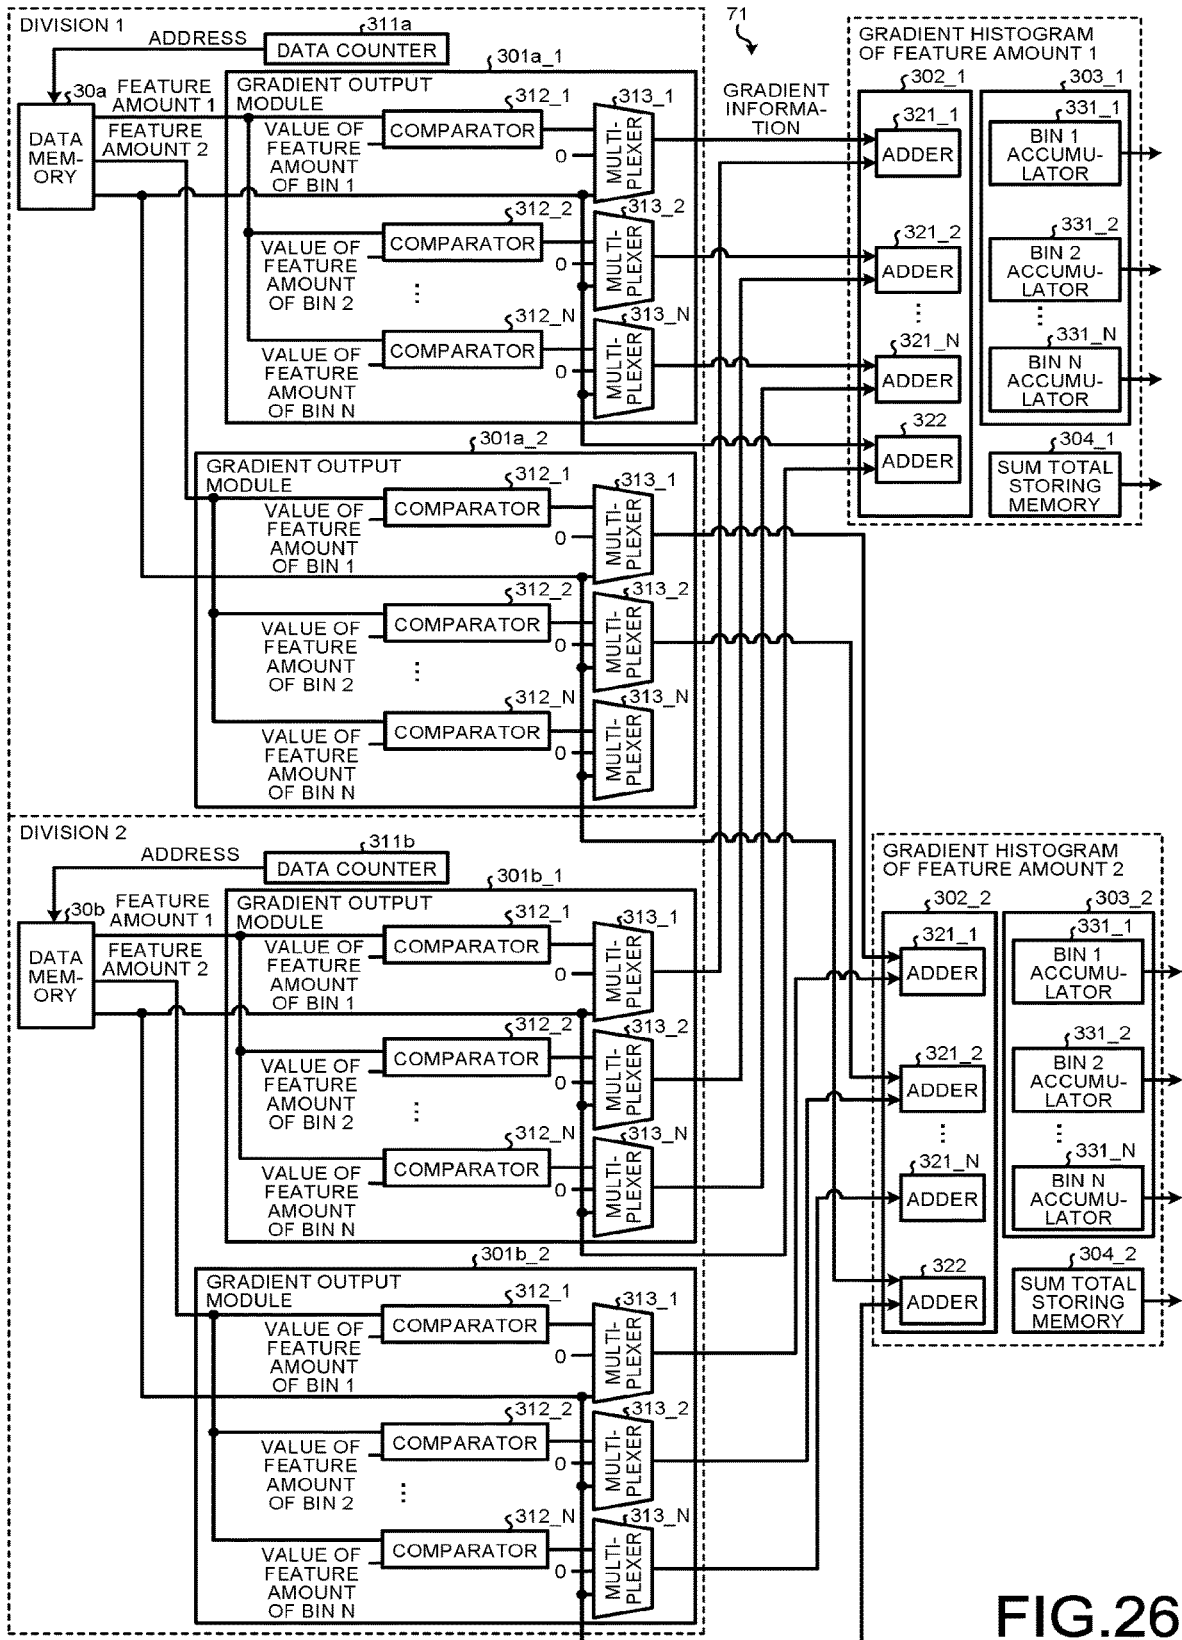 DIVISION 1
ADDRESS
311a
DATA COUNTER
71
30a
FEATURE
AMOUNT 1
FEATURE
AMOUNT 2
DATA
MEM-
ORY
301a_1
GRADIENT OUTPUT
MODULE
312_1
VALUE OF
FEATURE
AMOUNT
OF BIN 1
COMPARATOR
0
313_1
MULTI-
PLEXER
312_2
VALUE OF
FEATURE
AMOUNT
OF BIN 2
COMPARATOR
0
⋮
313_2
MULTI-
PLEXER
312_N
VALUE OF
FEATURE
AMOUNT
OF BIN N
COMPARATOR
0
313_N
MULTI-
PLEXER
GRADIENT
INFORMA-
TION
GRADIENT HISTOGRAM
OF FEATURE AMOUNT 1
302_1
321_1
ADDER
321_2
ADDER
⋮
321_N
ADDER
322
ADDER
303_1
331_1
BIN 1
ACCUMU-
LATOR
331_2
BIN 2
ACCUMU-
LATOR
⋮
331_N
BIN N
ACCUMU-
LATOR
304_1
SUM TOTAL
STORING
MEMORY
301a_2
GRADIENT OUTPUT
MODULE
312_1
VALUE OF
FEATURE
AMOUNT
OF BIN 1
COMPARATOR
0
313_1
MULTI-
PLEXER
312_2
VALUE OF
FEATURE
AMOUNT
OF BIN 2
COMPARATOR
0
⋮
313_2
MULTI-
PLEXER
312_N
VALUE OF
FEATURE
AMOUNT
OF BIN N
COMPARATOR
0
313_N
MULTI-
PLEXER
DIVISION 2
ADDRESS
311b
DATA COUNTER
30b
FEATURE
AMOUNT 1
FEATURE
AMOUNT 2
DATA
MEM-
ORY
301b_1
GRADIENT OUTPUT
MODULE
312_1
VALUE OF
FEATURE
AMOUNT
OF BIN 1
COMPARATOR
0
313_1
MULTI-
PLEXER
312_2
VALUE OF
FEATURE
AMOUNT
OF BIN 2
COMPARATOR
0
⋮
313_2
MULTI-
PLEXER
312_N
VALUE OF
FEATURE
AMOUNT
OF BIN N
COMPARATOR
0
313_N
MULTI-
PLEXER
GRADIENT HISTOGRAM
OF FEATURE AMOUNT 2
302_2
321_1
ADDER
321_2
ADDER
⋮
321_N
ADDER
322
ADDER
303_2
331_1
BIN 1
ACCUMU-
LATOR
331_2
BIN 2
ACCUMU-
LATOR
⋮
331_N
BIN N
ACCUMU-
LATOR
304_2
SUM TOTAL
STORING
MEMORY
301b_2
GRADIENT OUTPUT
MODULE
312_1
VALUE OF
FEATURE
AMOUNT
OF BIN 1
COMPARATOR
0
313_1
MULTI-
PLEXER
312_2
VALUE OF
FEATURE
AMOUNT
OF BIN 2
COMPARATOR
0
⋮
313_2
MULTI-
PLEXER
312_N
VALUE OF
FEATURE
AMOUNT
OF BIN N
COMPARATOR
0
313_N
MULTI-
PLEXER
FIG.26